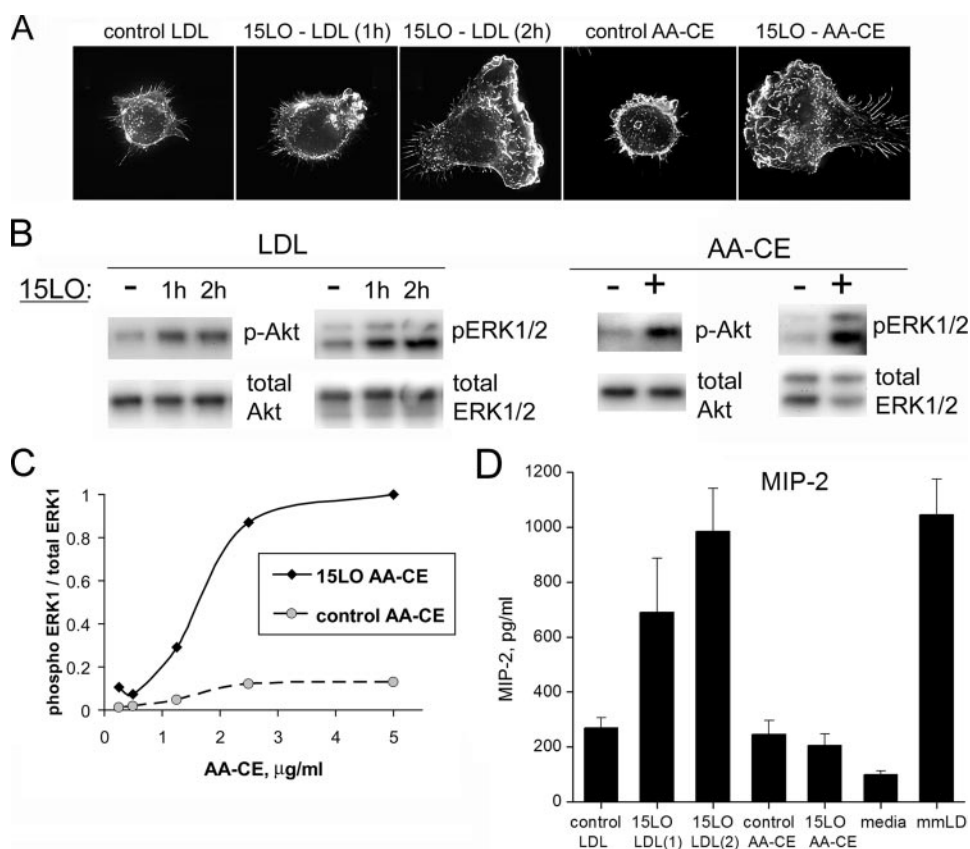 A
control LDL
15LO - LDL (1h)
15LO - LDL (2h)
control AA-CE
15LO - AA-CE
B
LDL
AA-CE
15LO:
- 1h 2h
p-Akt
- 1h 2h
pERK1/2
- +
p-Akt
- +
pERK1/2
total
Akt
total
ERK1/2
total
Akt
total
ERK1/2
C
phospho ERK1 / total ERK1
1
0.8
0.6
0.4
0.2
0
0 1 2 3 4 5
AA-CE, μg/ml
15LO AA-CE
control AA-CE
D
MIP-2
MIP-2, pg/ml
1200
1000
800
600
400
200
0
control
LDL
15LO
LDL(1)
15LO
LDL(2)
control
AA-CE
15LO
AA-CE
media
mmLD